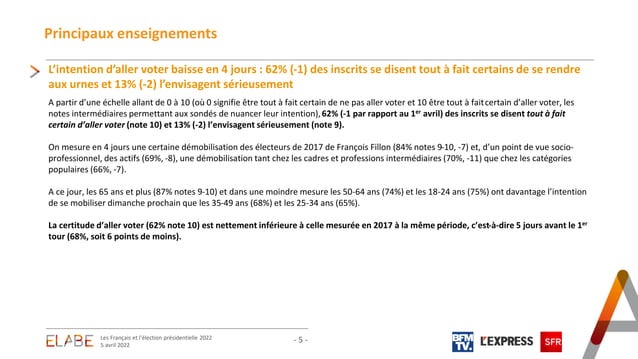 Principaux enseignements
L’intention d’aller voter baisse en 4 jours : 62% (-1) des inscrits se disent tout à fait certains de se rendre
aux urnes et 13% (-2) l’envisagent sérieusement
A partir d’une échelle allant de 0 à 10 (où 0 signifie être tout à fait certain de ne pas aller voter et 10 être tout à fait certain d’aller voter, les
notes intermédiaires permettant aux sondés de nuancer leur intention), 62% (-1 par rapport au 1er avril) des inscrits se disent tout à fait
certain d’aller voter (note 10) et 13% (-2) l’envisagent sérieusement (note 9).
On mesure en 4 jours une certaine démobilisation des électeurs de 2017 de François Fillon (84% notes 9-10, -7) et, d’un point de vue socio-
professionnel, des actifs (69%, -8), une démobilisation tant chez les cadres et professions intermédiaires (70%, -11) que chez les catégories
populaires (66%, -7).
A ce jour, les 65 ans et plus (87% notes 9-10) et dans une moindre mesure les 50-64 ans (74%) et les 18-24 ans (75%) ont davantage l’intention
de se mobiliser dimanche prochain que les 35-49 ans (68%) et les 25-34 ans (65%).
La certitude d’aller voter (62% note 10) est nettement inférieure à celle mesurée en 2017 à la même période, c’est-à-dire 5 jours avant le 1er
tour (68%, soit 6 points de moins).
ELABE
Les Français et l’élection présidentielle 2022
5 avril 2022
- 5 -
BFM
TV.
L’EXPRESS
SFR